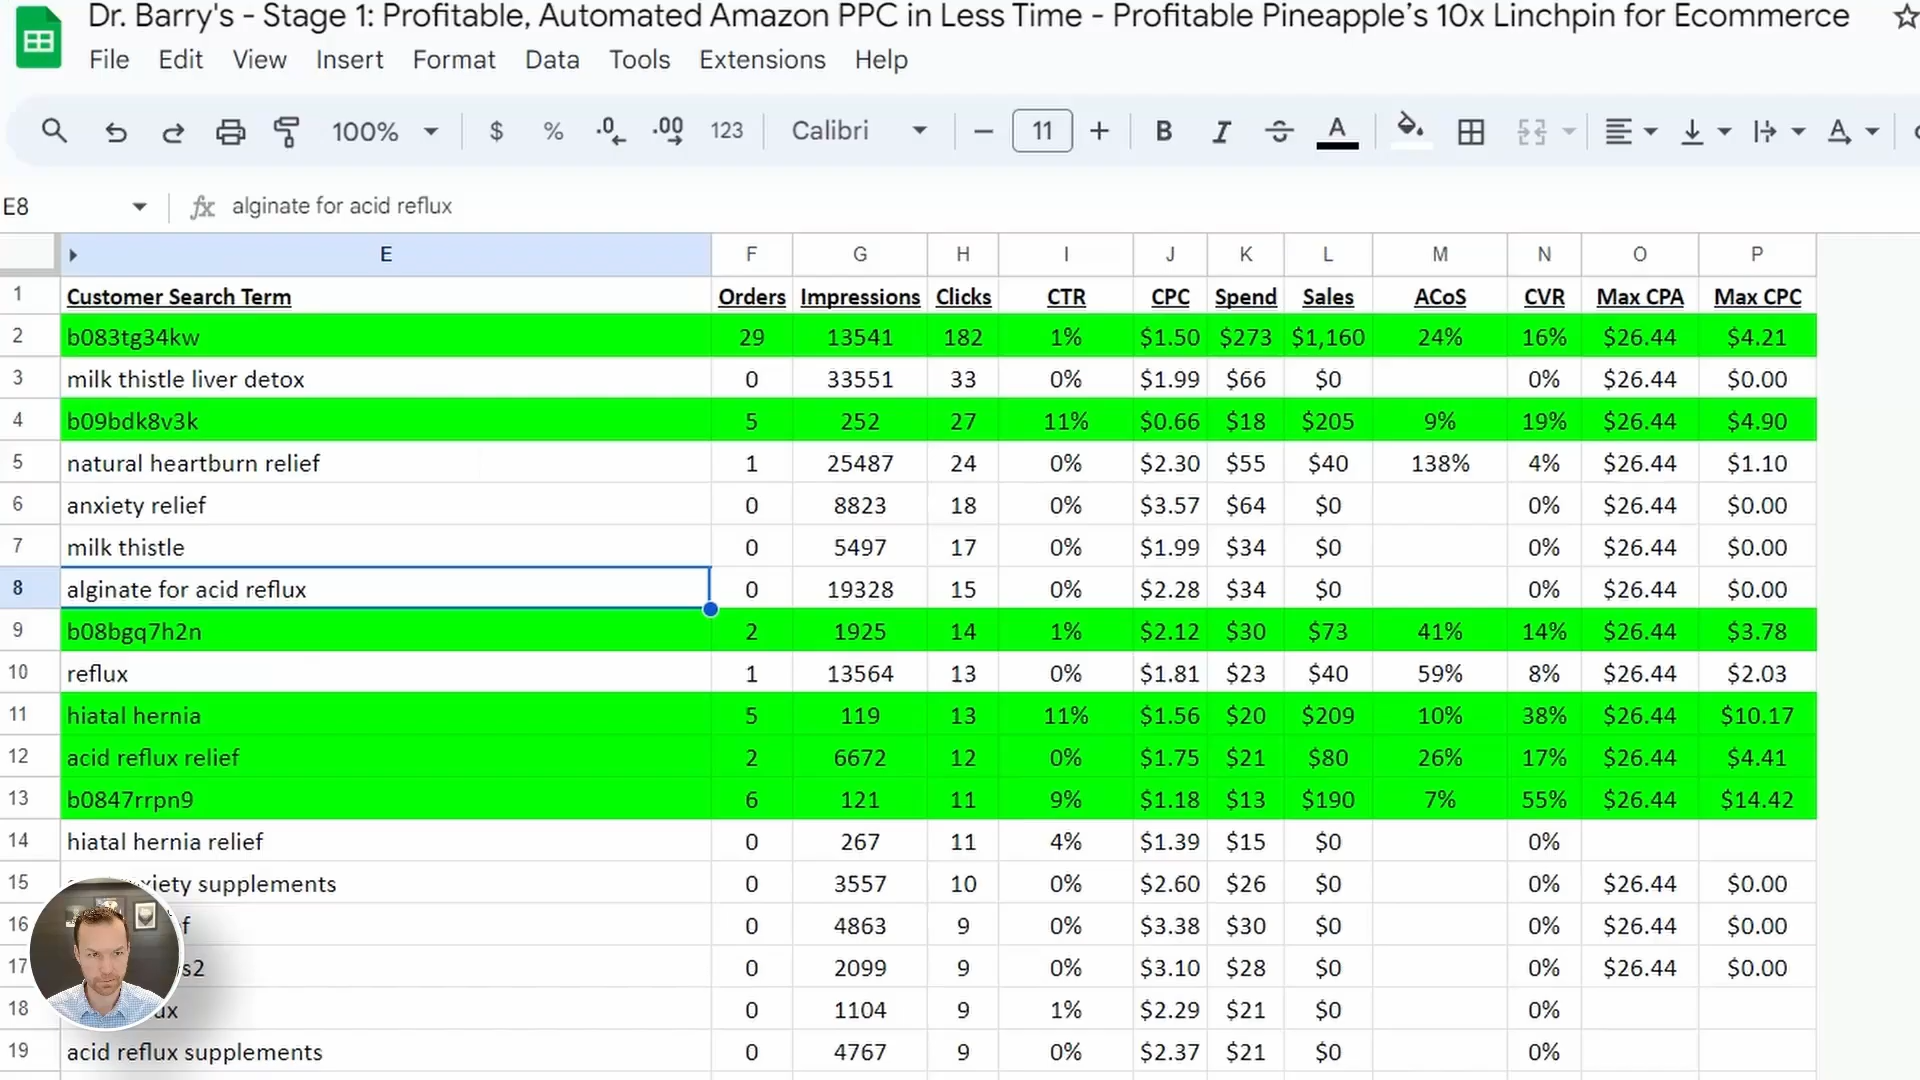 Dr. Barry's - Stage 1: Profitable, Automated Amazon PPC in Less Time - Profitable Pineapple’s 10x Linchpin for Ecommerce
File Edit View Insert Format Data Tools Extensions Help
100% $ % .0 .00 123 Calibri 11 B I S A A
E8 fx alginate for acid reflux
E F G H I J K L M N O P
1 Customer Search Term Orders Impressions Clicks CTR CPC Spend Sales ACoS CVR Max CPA Max CPC
2 b083tg34kw 29 13541 182 1% $1.50 $273 $1,160 24% 16% $26.44 $4.21
3 milk thistle liver detox 0 33551 33 0% $1.99 $66 $0 0% $26.44 $0.00
4 b09bdk8v3k 5 252 27 11% $0.66 $18 $205 9% 19% $26.44 $4.90
5 natural heartburn relief 1 25487 24 0% $2.30 $55 $40 138% 4% $26.44 $1.10
6 anxiety relief 0 8823 18 0% $3.57 $64 $0 0% $26.44 $0.00
7 milk thistle 0 5497 17 0% $1.99 $34 $0 0% $26.44 $0.00
8 alginate for acid reflux 0 19328 15 0% $2.28 $34 $0 0% $26.44 $0.00
9 b08bgq7h2n 2 1925 14 1% $2.12 $30 $73 41% 14% $26.44 $3.78
10 reflux 1 13564 13 0% $1.81 $23 $40 59% 8% $26.44 $2.03
11 hiatal hernia 5 119 13 11% $1.56 $20 $209 10% 38% $26.44 $10.17
12 acid reflux relief 2 6672 12 0% $1.75 $21 $80 26% 17% $26.44 $4.41
13 b0847rrpn9 6 121 11 9% $1.18 $13 $190 7% 55% $26.44 $14.42
14 hiatal hernia relief 0 267 11 4% $1.39 $15 $0 0%
15 supplements 0 3557 10 0% $2.60 $26 $0 0% $26.44 $0.00
16 0 4863 9 0% $3.38 $30 $0 0% $26.44 $0.00
17 0 2099 9 0% $3.10 $28 $0 0% $26.44 $0.00
18 0 1104 9 1% $2.29 $21 $0 0%
19 acid reflux supplements 0 4767 9 0% $2.37 $21 $0 0%